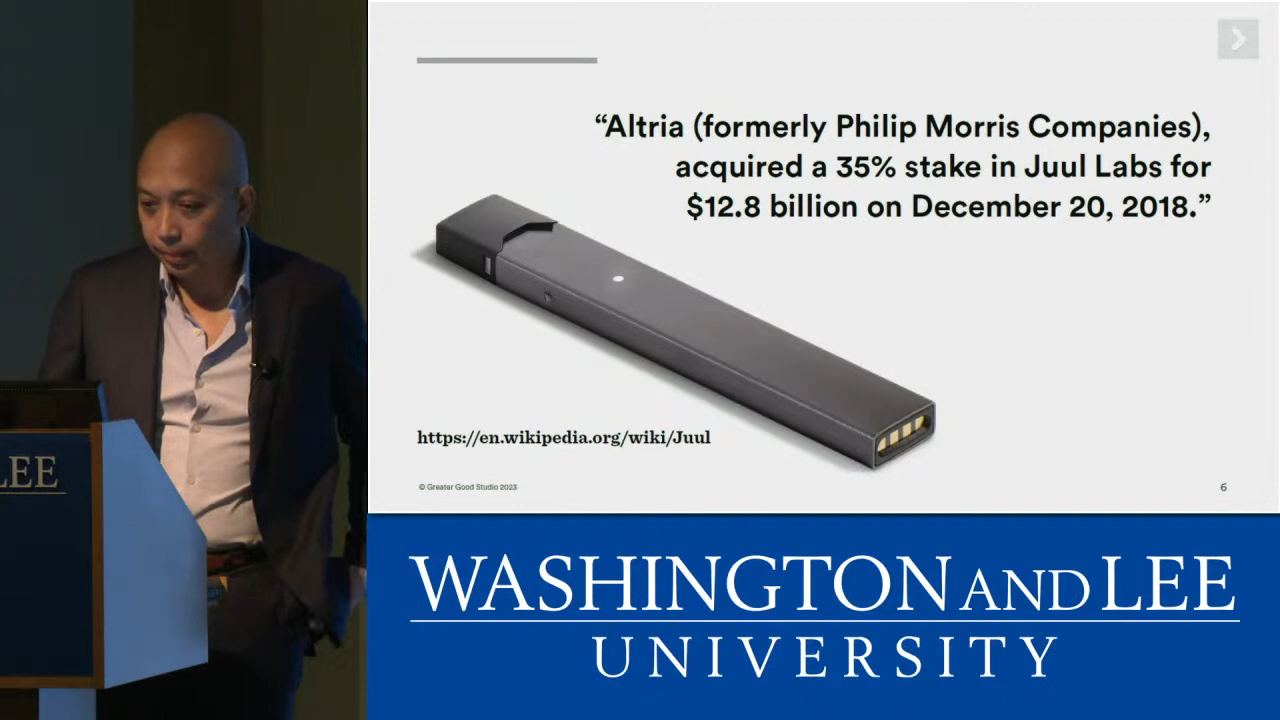 “Altria (formerly Philip Morris Companies),
acquired a 35% stake in Juul Labs for
$12.8 billion on December 20, 2018.”
https://en.wikipedia.org/wiki/Juul
© Greater Good Studio 2023
6
LEE
WASHINGTON AND LEE
UNIVERSITY